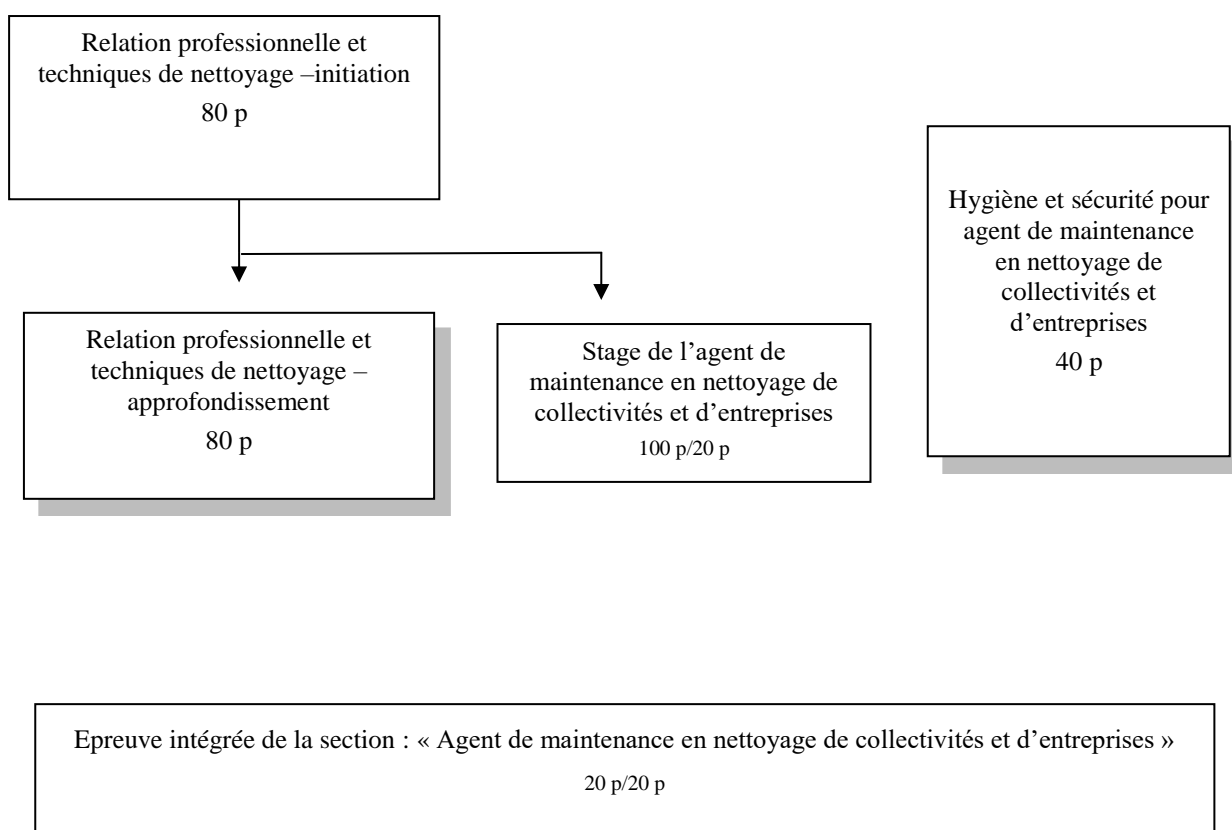 Relation professionnelle et
techniques de nettoyage –initiation
80 p
Hygiène et sécurité pour
agent de maintenance
en nettoyage de
collectivités et
d’entreprises
40 p
Relation professionnelle et
techniques de nettoyage –
approfondissement
80 p
Stage de l’agent de
maintenance en nettoyage de
collectivités et d’entreprises
100 p/20 p
Epreuve intégrée de la section : « Agent de maintenance en nettoyage de collectivités et d’entreprises »
20 p/20 p